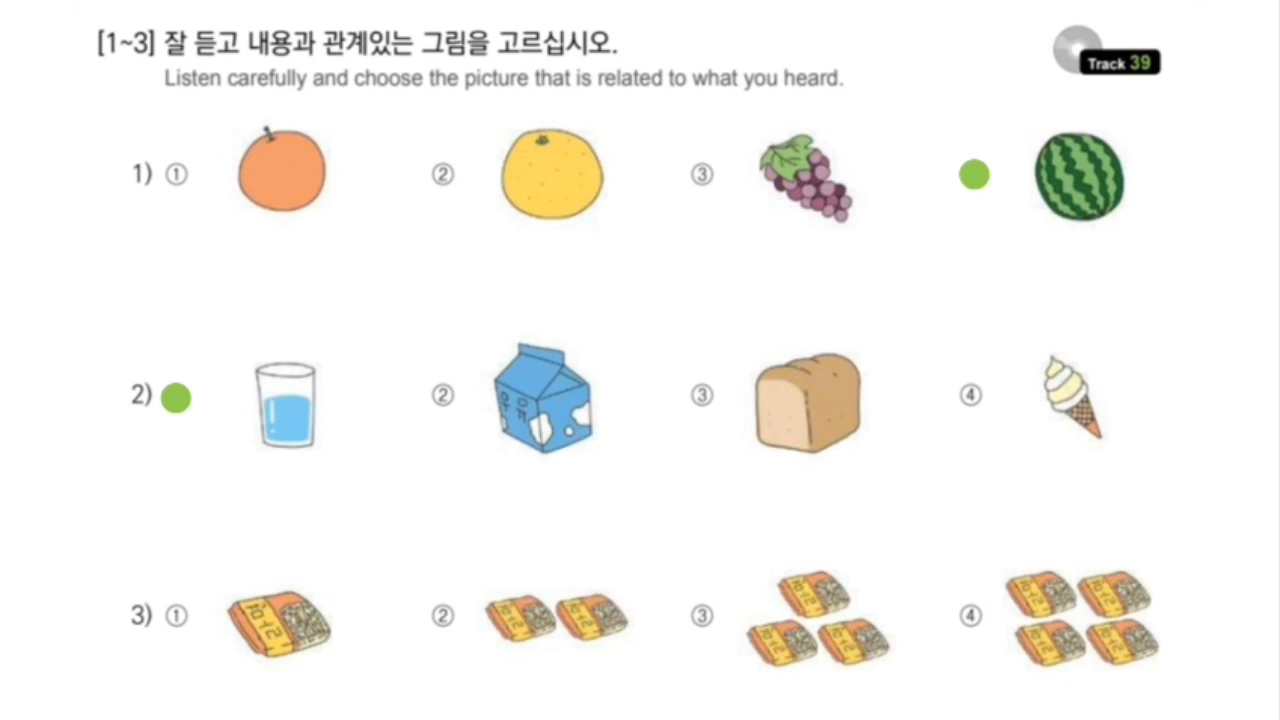 [1~3] 잘 듣고 내용과 관계있는 그림을 고르십시오.
Track 39
Listen carefully and choose the picture that is related to what you heard.
1) ① ② ③
2) ② ③ ④
우유
3) ① ② ③ ④